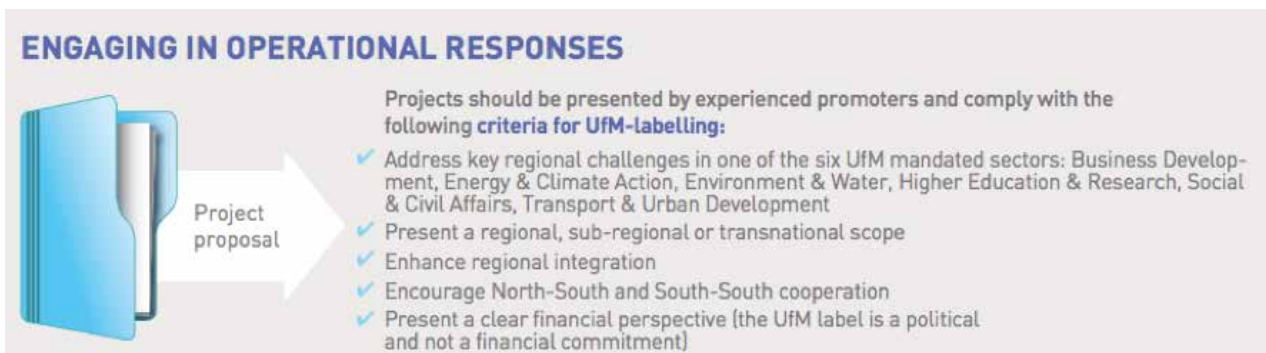 ENGAGING IN OPERATIONAL RESPONSES
Project
proposal
Projects should be presented by experienced promoters and comply with the
following criteria for UfM-labelling:
✔ Address key regional challenges in one of the six UfM mandated sectors: Business Develop-
ment, Energy & Climate Action, Environment & Water, Higher Education & Research, Social
& Civil Affairs, Transport & Urban Development
✔ Present a regional, sub-regional or transnational scope
✔ Enhance regional integration
✔ Encourage North-South and South-South cooperation
✔ Present a clear financial perspective (the UfM label is a political
and not a financial commitment)